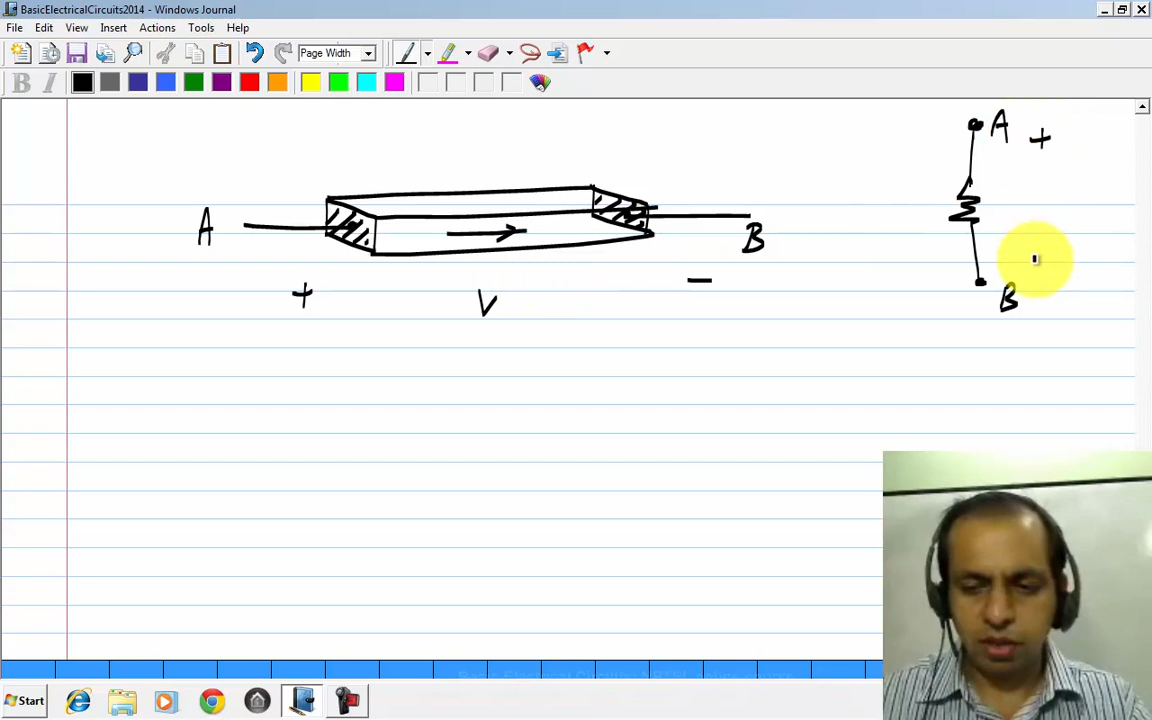 BasicElectricalCircuits2014 - Windows Journal
File Edit View Insert Actions Tools Help
Page Width
B I
A +
A B
+ V −
B
Start